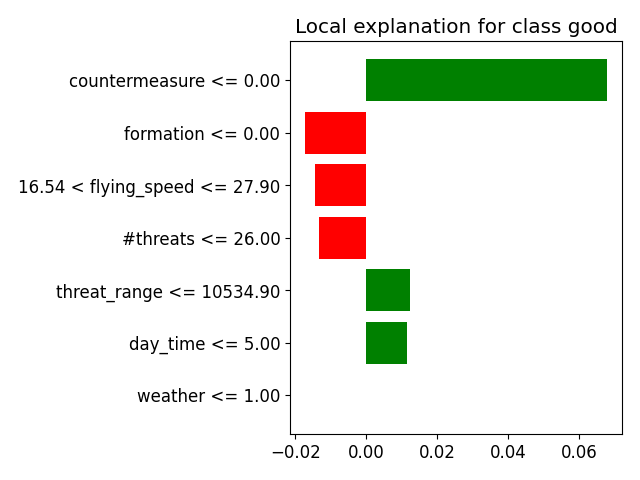 Local explanation for class good
countermeasure <= 0.00
formation <= 0.00
16.54 < flying_speed <= 27.90
#threats <= 26.00
threat_range <= 10534.90
day_time <= 5.00
weather <= 1.00
−0.02 0.00 0.02 0.04 0.06